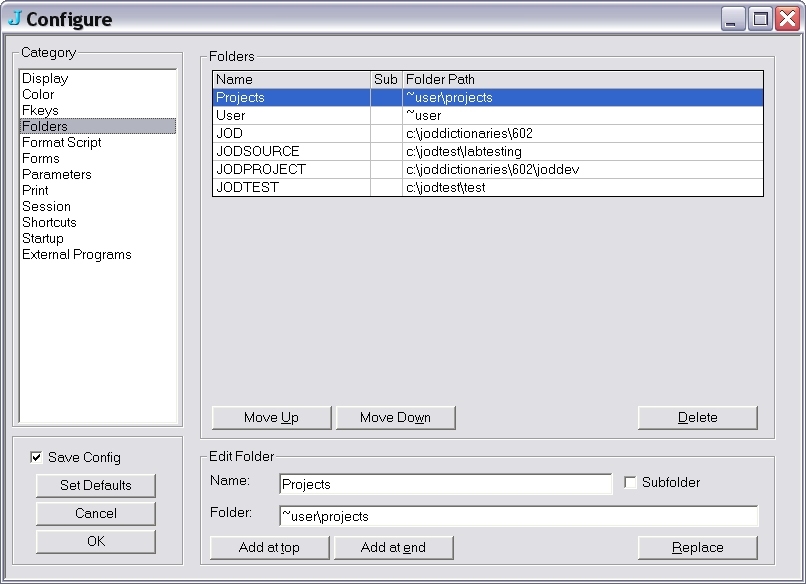 Configure
Category
Display
Color
Fkeys
Folders
Format Script
Forms
Parameters
Print
Session
Shortcuts
Startup
External Programs
Save Config
Set Defaults
Cancel
OK
Folders
Name Sub Folder Path
Projects ~user\projects
User ~user
JOD c:\joddictionaries\602
JODSOURCE c:\jodtest\labtesting
JODPROJECT c:\joddictionaries\602\joddev
JODTEST c:\jodtest\test
Move Up Move Down Delete
Edit Folder
Name: Projects Subfolder
Folder: ~user\projects
Add at top Add at end Replace